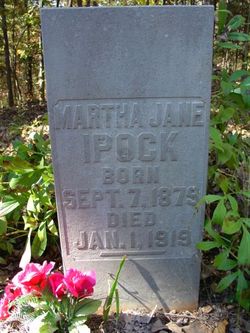 MARTHA JANE
IPOCK
BORN
SEPT. 7, 1879
DIED
JAN. 1, 1919